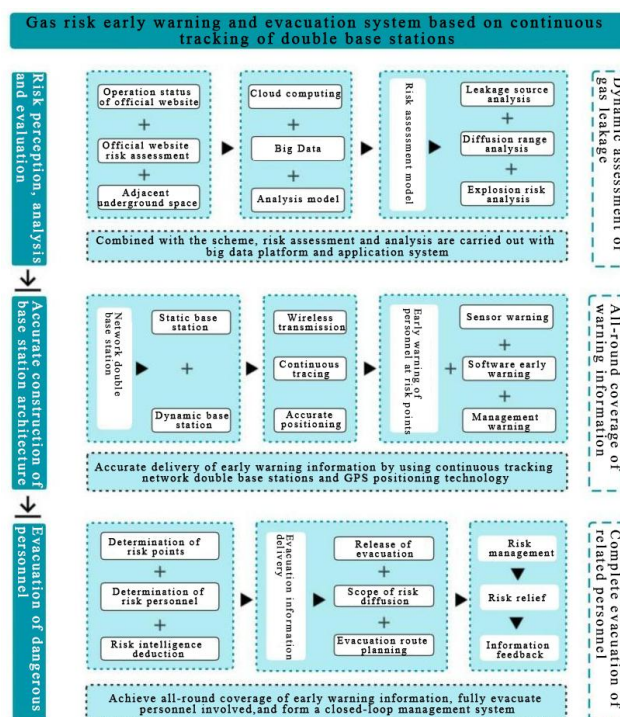 Gas risk early warning and evacuation system based on continuous
tracking of double base stations
Risk perception, analysis
and evaluation
Operation status
of official website
+
Official website
risk assessment
+
Adjacent
underground space
Cloud computing
+
Big Data
+
Analysis model
Risk assessment model
Leakage source
analysis
+
Diffusion range
analysis
+
Explosion risk
analysis
Dynamic assessment of
gas leakage
Combined with the scheme, risk assessment and analysis are carried out with
big data platform and application system
Accurate construction of
base station architecture
Network double
base station
Static base
station
+
Dynamic base
station
Wireless
transmission
Continuous
tracing
Accurate
positioning
Early warning of
personnel at risk points
+
Sensor warning
+
Software early
warning
+
Management
warning
All-round coverage of
warning information
Accurate delivery of early warning information by using continuous tracking
network double base stations and GPS positioning technology
Evacuation of dangerous
personnel
Determination of
risk points
+
Determination of
risk personnel
+
Risk intelligence
deduction
Evacuation information
delivery
Release of
evacuation
+
Scope of risk
diffusion
+
Evacuation route
planning
Risk
management
Risk relief
Information
feedback
Complete evacuation of
related personnel
Achieve all-round coverage of early warning information, fully evacuate
personnel involved,and form a closed-loop management system